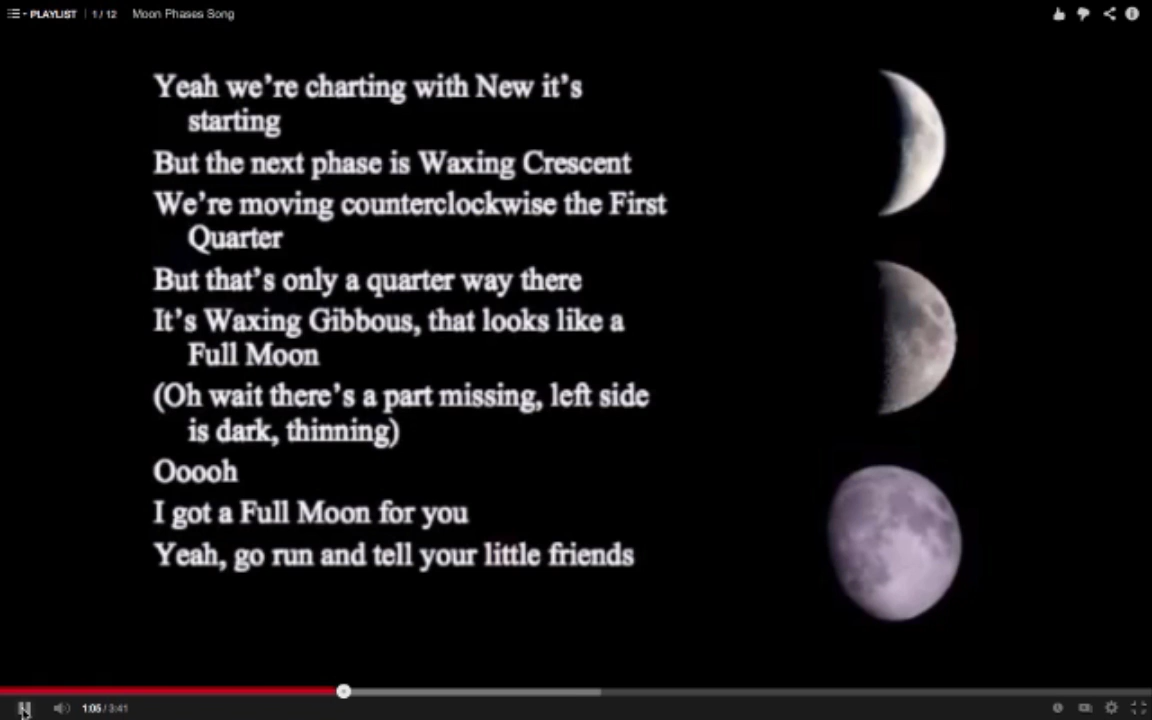 PLAYLIST 1 / 12 Moon Phases Song
Yeah we're charting with New it's
starting
But the next phase is Waxing Crescent
We're moving counterclockwise the First
Quarter
But that's only a quarter way there
It's Waxing Gibbous, that looks like a
Full Moon
(Oh wait there's a part missing, left side
is dark, thinning)
Ooooh
I got a Full Moon for you
Yeah, go run and tell your little friends
1:05 / 3:41